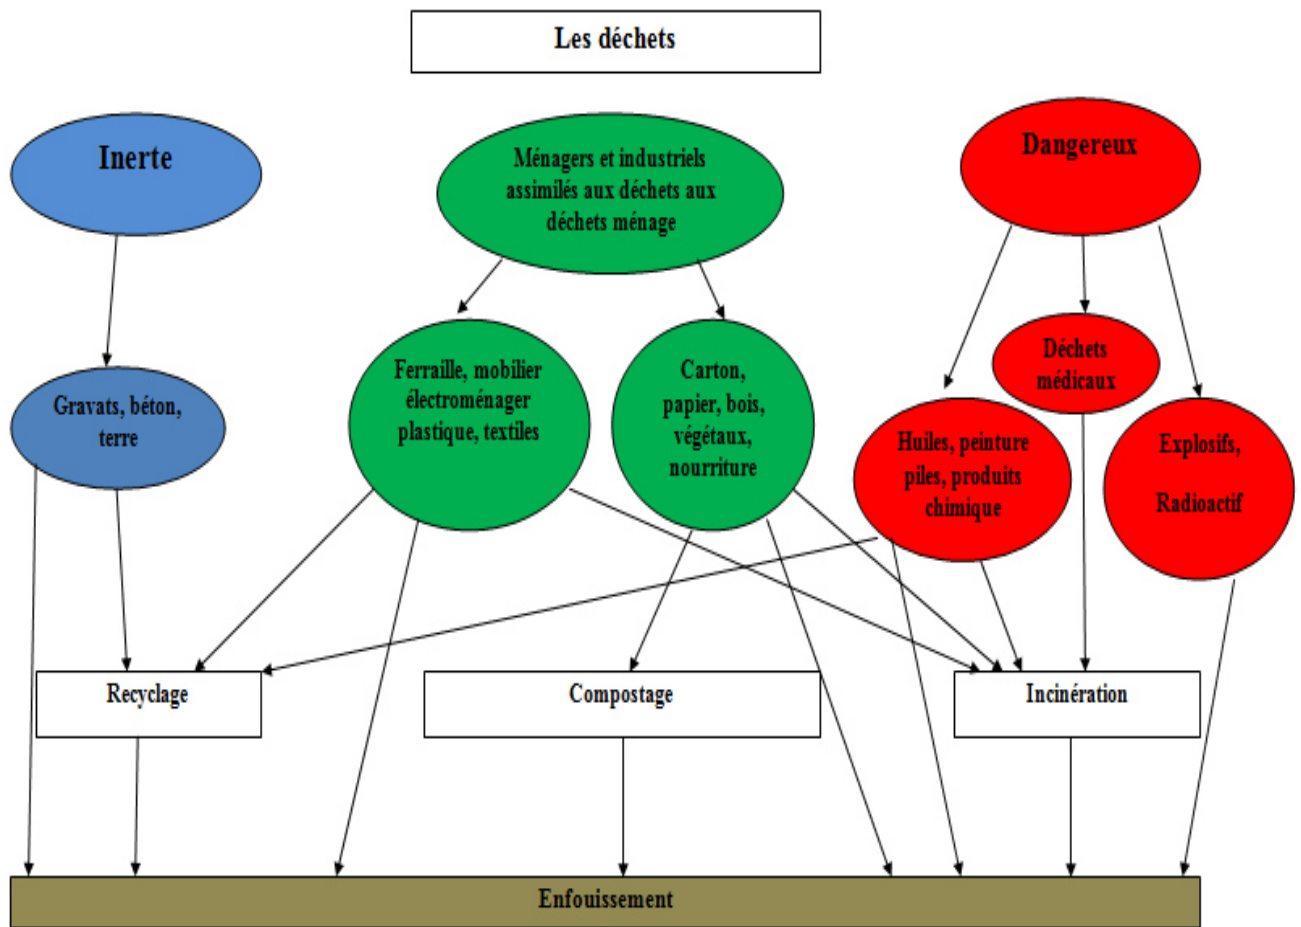 Les déchets
Inerte
Ménagers et industriels
assimilés aux déchets aux
déchets ménage
Dangereux
Gravats, béton,
terre
Ferraille, mobilier
électroménager
plastique, textiles
Carton,
papier, bois,
végétaux,
nourriture
Déchets
médicaux
Huiles, peinture
piles, produits
chimique
Explosifs,
Radioactif
Recyclage
Compostage
Incinération
Enfouissement